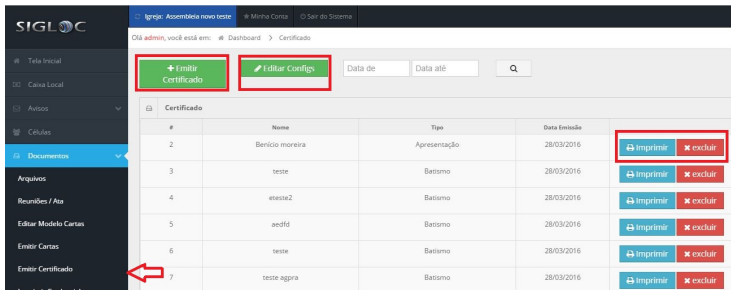 SIGLOC
Igreja: Assembleia novo teste
Minha Conta
Sair do Sistema
Olá admin, você está em: Dashboard > Certificado
Tela Inicial
Caixa Local
Avisos
Células
Documentos
Arquivos
Reuniões / Ata
Editar Modelo Cartas
Emitir Cartas
Emitir Certificado
+ Emitir
Certificado
Editar Configs
Data de
Data até
Certificado
# Nome Tipo Data Emissão
2 Benício moreira Apresentação 28/03/2016 Imprimir excluir
3 teste Batismo 28/03/2016 Imprimir excluir
4 eteste2 Batismo 28/03/2016 Imprimir excluir
5 aedfd Batismo 28/03/2016 Imprimir excluir
6 teste Batismo 28/03/2016 Imprimir excluir
7 teste agpra Batismo 28/03/2016 Imprimir excluir